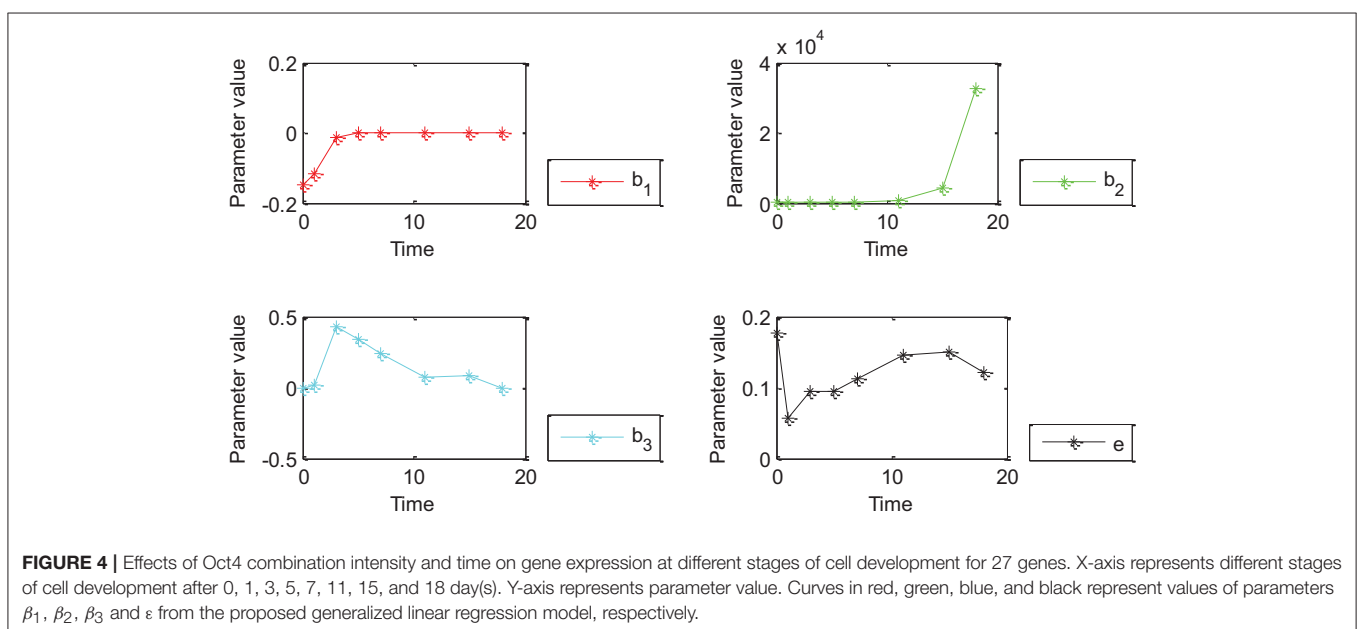 0.2
0
-0.2
Parameter value
0
10
20
Time
b1
x 10^4
4
2
0
Parameter value
0
10
20
Time
b2
0.5
0
-0.5
Parameter value
0
10
20
Time
b3
0.2
0.1
0
Parameter value
0
10
20
Time
e
FIGURE 4 | Effects of Oct4 combination intensity and time on gene expression at different stages of cell development for 27 genes. X-axis represents different stages
of cell development after 0, 1, 3, 5, 7, 11, 15, and 18 day(s). Y-axis represents parameter value. Curves in red, green, blue, and black represent values of parameters
β1, β2, β3 and ε from the proposed generalized linear regression model, respectively.